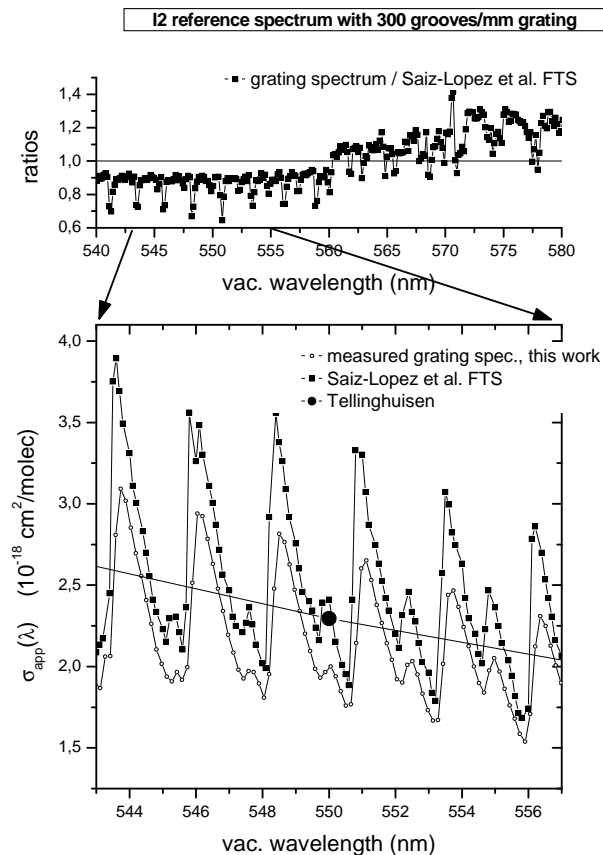 I2 reference spectrum with 300 grooves/mm grating
grating spectrum / Saiz-Lopez et al. FTS
1,4
1,2
1,0
0,8
0,6
ratios
540 545 550 555 560 565 570 575 580
vac. wavelength (nm)
measured grating spec., this work
Saiz-Lopez et al. FTS
Tellinghuisen
4,0
3,5
3,0
2,5
2,0
1,5
σapp(λ) (10⁻¹⁸ cm²/molec)
544 546 548 550 552 554 556
vac. wavelength (nm)